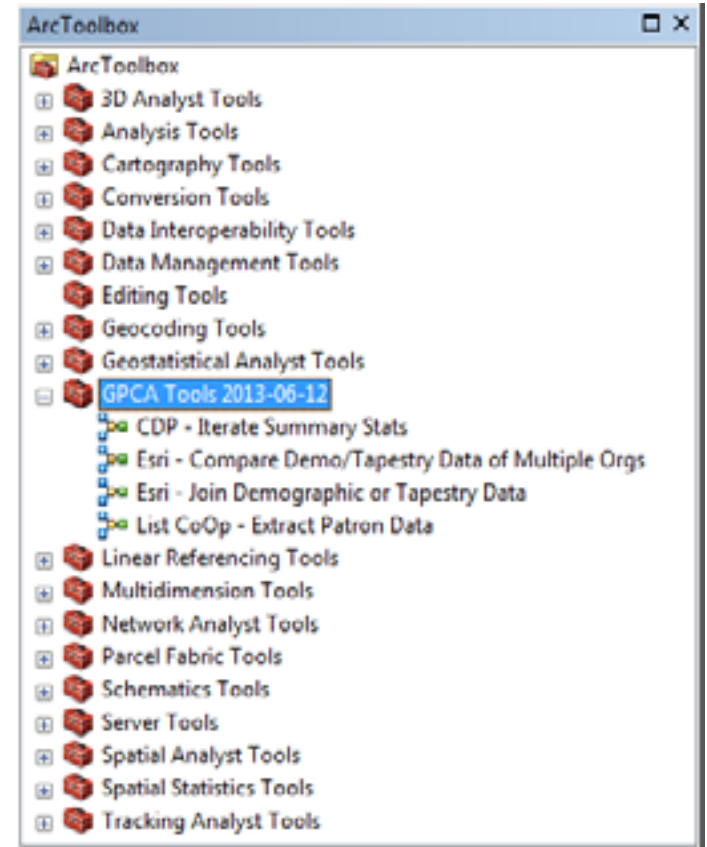 ArcToolbox
ArcToolbox
3D Analyst Tools
Analysis Tools
Cartography Tools
Conversion Tools
Data Interoperability Tools
Data Management Tools
Editing Tools
Geocoding Tools
Geostatistical Analyst Tools
GPCA Tools 2013-06-12
CDP - Iterate Summary Stats
Esri - Compare Demo/Tapestry Data of Multiple Orgs
Esri - Join Demographic or Tapestry Data
List CoOp - Extract Patron Data
Linear Referencing Tools
Multidimension Tools
Network Analyst Tools
Parcel Fabric Tools
Schematics Tools
Server Tools
Spatial Analyst Tools
Spatial Statistics Tools
Tracking Analyst Tools